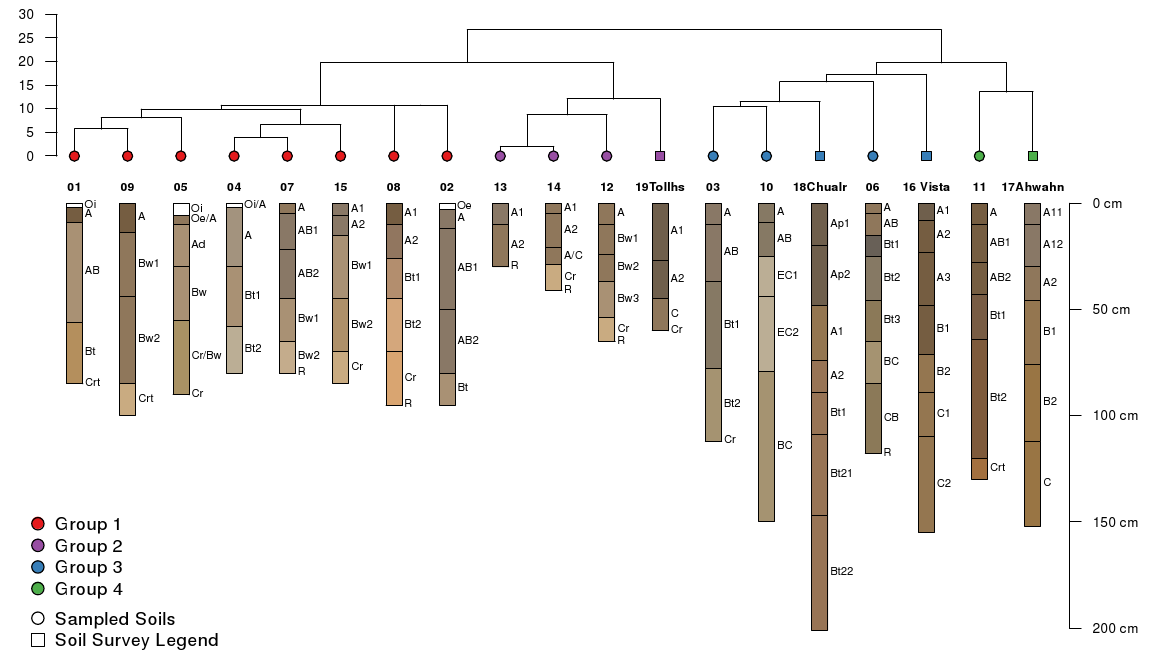 30
25
20
15
10
5
0
01 09 05 04 07 15 08 02 13 14 12 19Tollhs 03 10 18Chualr 06 16 Vista 11 17Ahwahn
Oi A AB Bt Crt
A Bw1 Bw2 Crt
Oi Oe/A Ad Bw Cr/Bw Cr
Oi/A A Bt1 Bt2
A AB1 AB2 Bw1 Bw2 R
A1 A2 Bw1 Bw2 Cr
A1 A2 Bt1 Bt2 Cr R
Oe A AB1 AB2 Bt
A1 A2 R
A1 A2 A/C Cr R
A Bw1 Bw2 Bw3 Cr R
A1 A2 C Cr
A AB Bt1 Bt2 Cr
A AB EC1 EC2 BC
Ap1 Ap2 A1 A2 Bt1 Bt21 Bt22
A AB Bt1 Bt2 Bt3 BC CB R
A1 A2 A3 B1 B2 C1 C2
A AB1 AB2 Bt1 Bt2 Crt
A11 A12 A2 B1 B2 C
0 cm
50 cm
100 cm
150 cm
200 cm
Group 1
Group 2
Group 3
Group 4
Sampled Soils
Soil Survey Legend